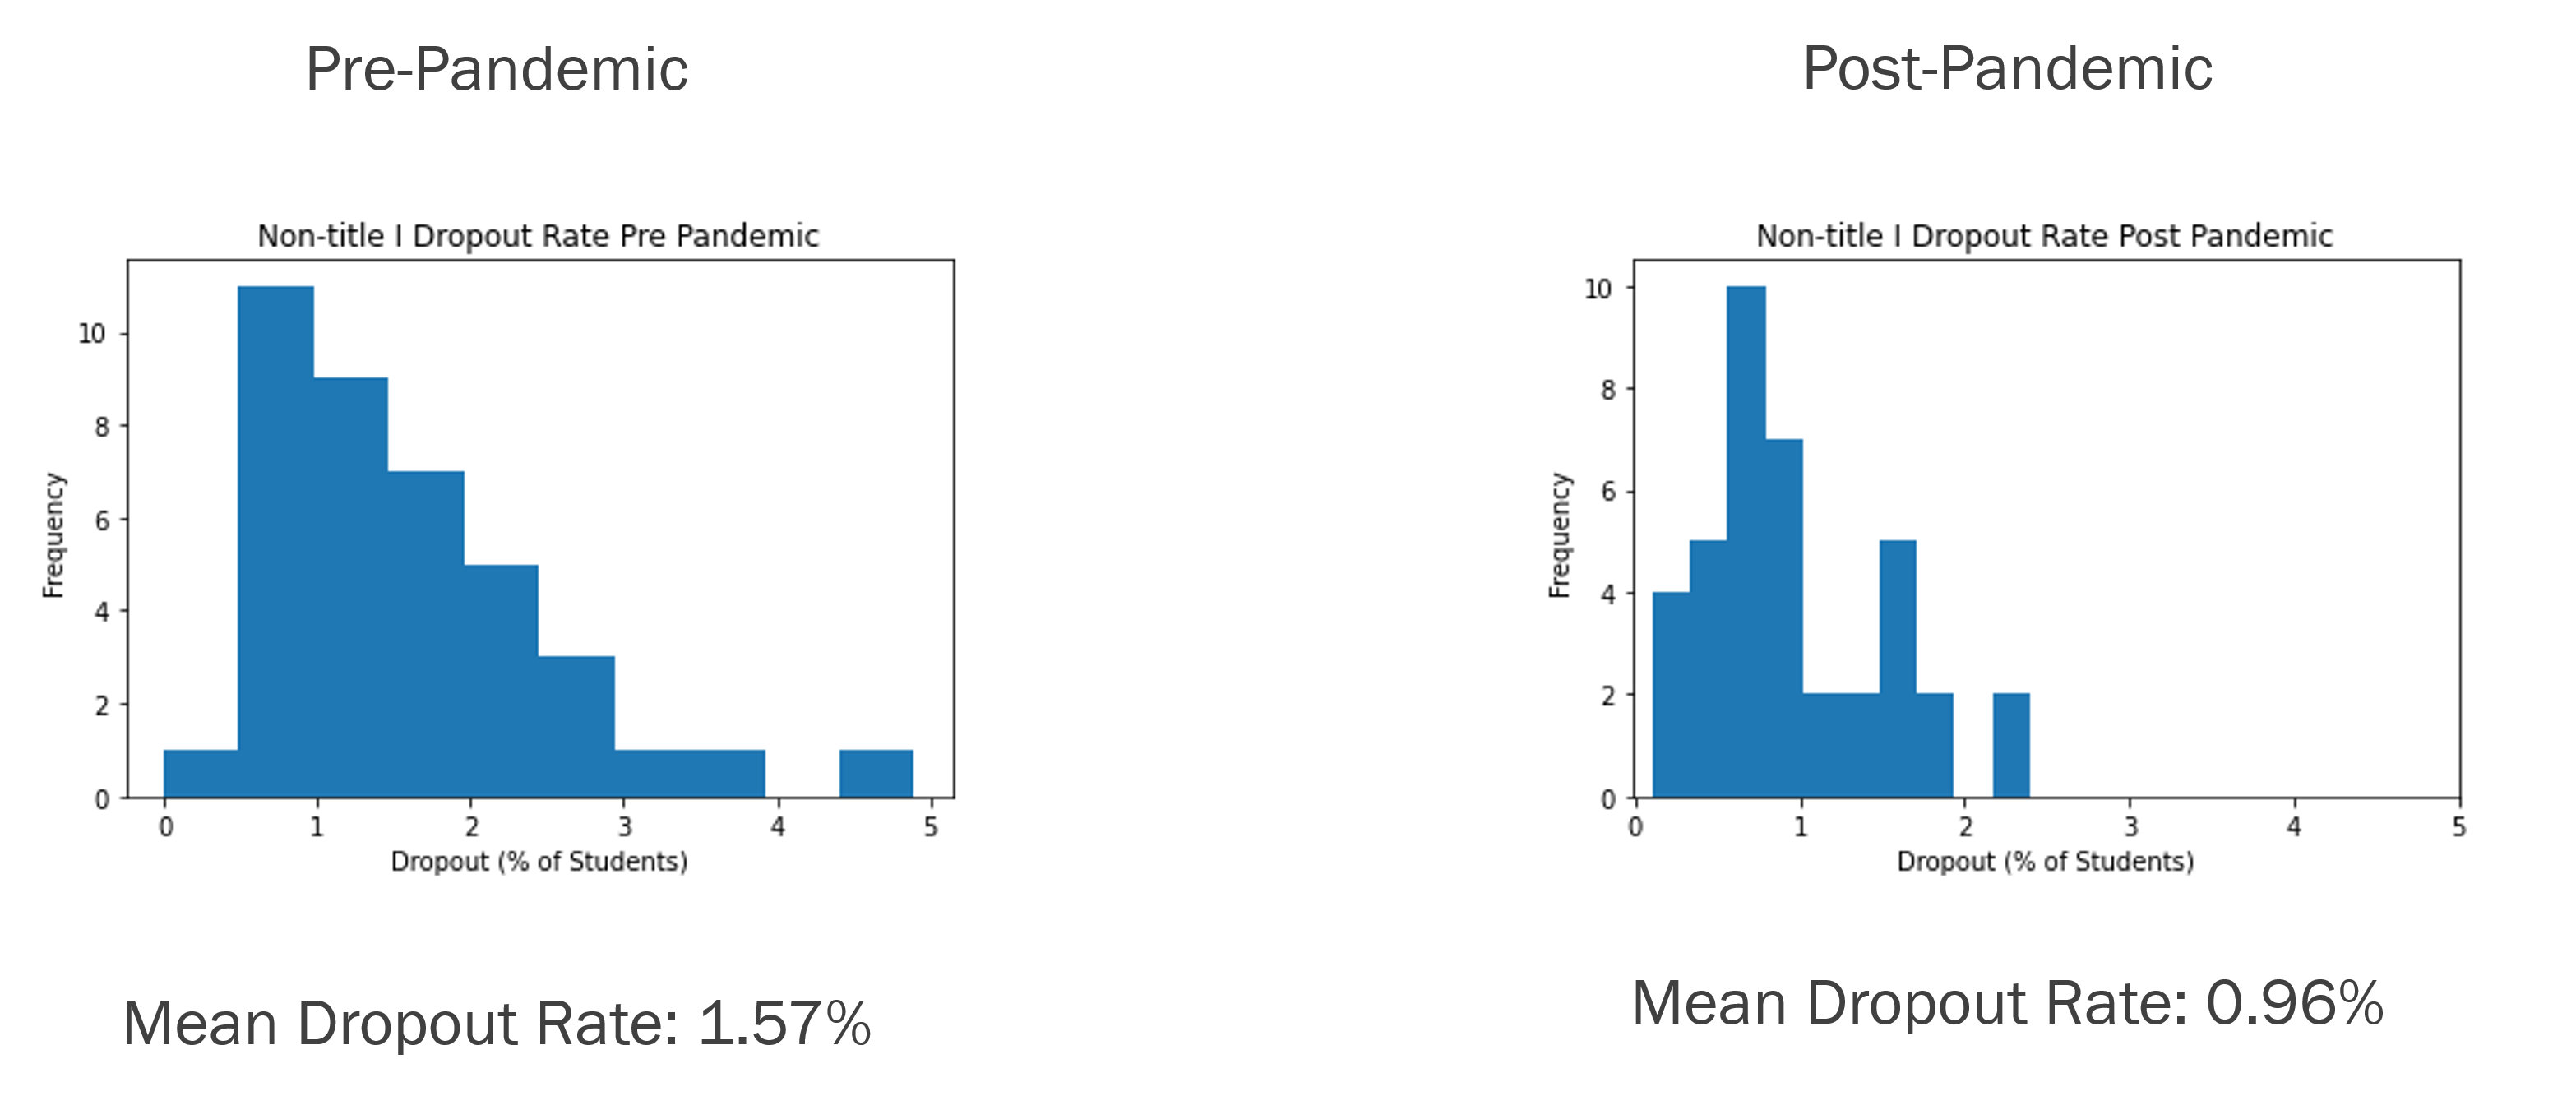 Pre-Pandemic
Non-title I Dropout Rate Pre Pandemic
10
8
6
4
2
0
Frequency
0 1 2 3 4 5
Dropout (% of Students)
Mean Dropout Rate: 1.57%
Post-Pandemic
Non-title I Dropout Rate Post Pandemic
10
8
6
4
2
0
Frequency
0 1 2 3 4 5
Dropout (% of Students)
Mean Dropout Rate: 0.96%